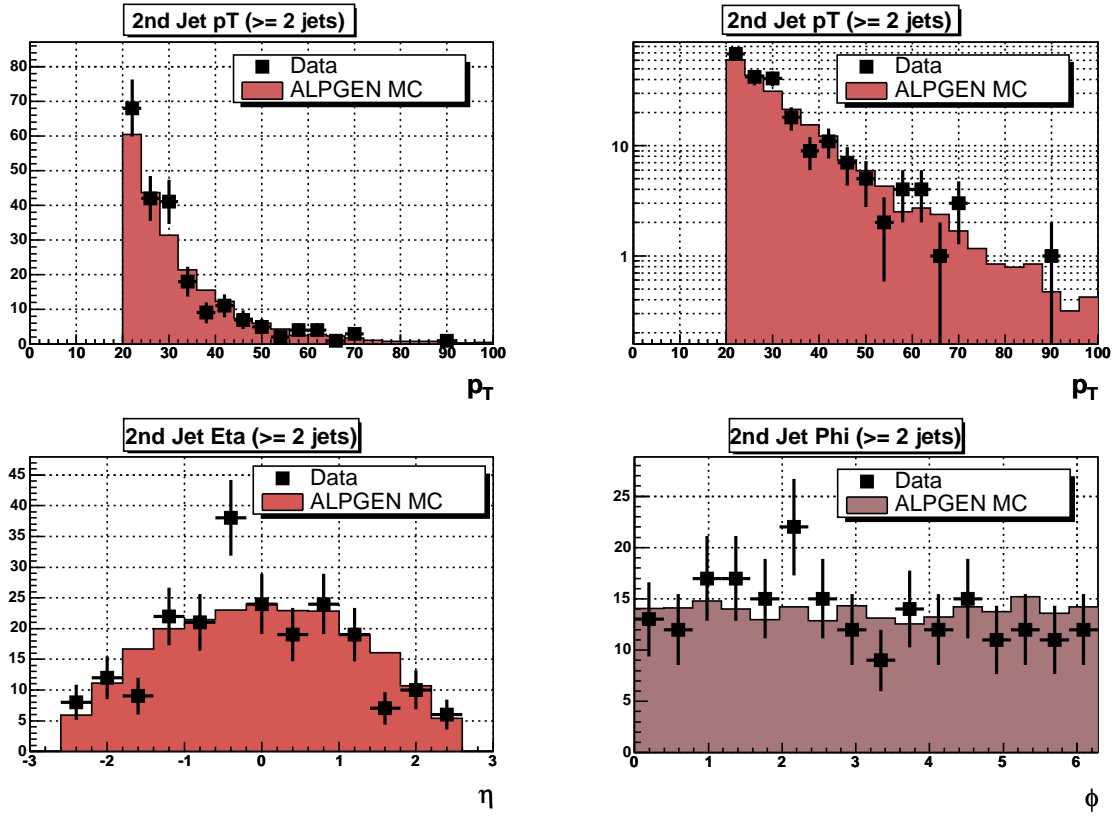 2nd Jet pT (>= 2 jets)
Data
ALPGEN MC
80
70
60
50
40
30
20
10
0
0 10 20 30 40 50 60 70 80 90 100
pT
2nd Jet pT (>= 2 jets)
Data
ALPGEN MC
10
1
0 10 20 30 40 50 60 70 80 90 100
pT
2nd Jet Eta (>= 2 jets)
Data
ALPGEN MC
45
40
35
30
25
20
15
10
5
0
-3 -2 -1 0 1 2 3
η
2nd Jet Phi (>= 2 jets)
Data
ALPGEN MC
25
20
15
10
5
0
0 1 2 3 4 5 6
ϕ